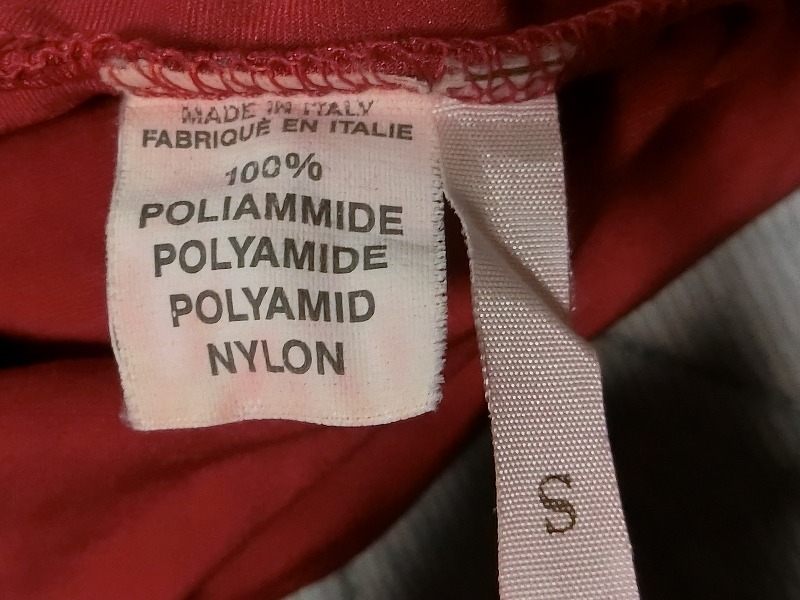 MADE IN ITALY
FABRIQUÉ EN ITALIE
100%
POLIAMMIDE
POLYAMIDE
POLYAMID
NYLON
S